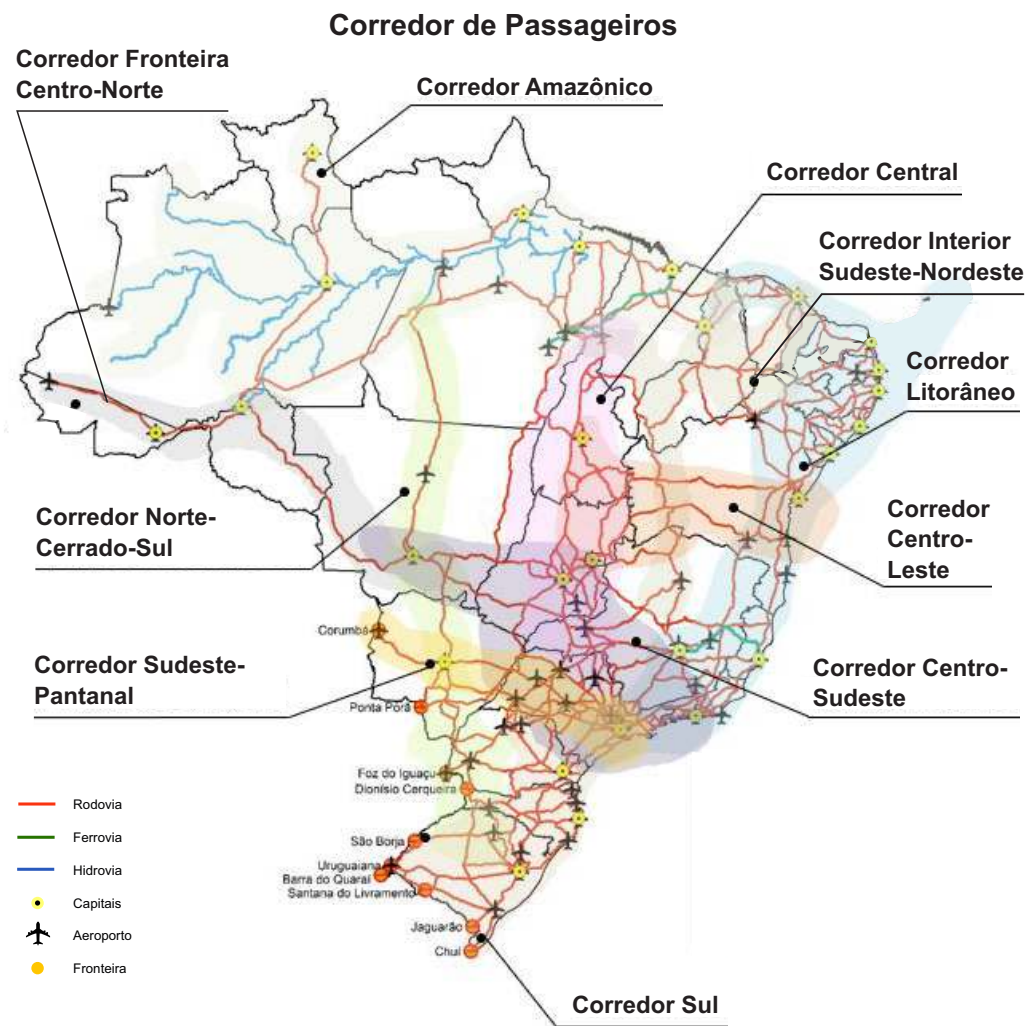 Corredor de Passageiros
Corredor Fronteira
Centro-Norte
Corredor Amazônico
Corredor Central
Corredor Interior
Sudeste-Nordeste
Corredor
Litorâneo
Corredor Norte-
Cerrado-Sul
Corredor
Centro-
Leste
Corumbá
Corredor Sudeste-
Pantanal
Corredor Centro-
Sudeste
Ponta Porã
Foz do Iguaçu
Dionísio Cerqueira
São Borja
Uruguaiana
Barra do Quaraí
Santana do Livramento
Jaguarão
Chuí
Rodovia
Ferrovia
Hidrovia
Capitais
Aeroporto
Fronteira
Corredor Sul